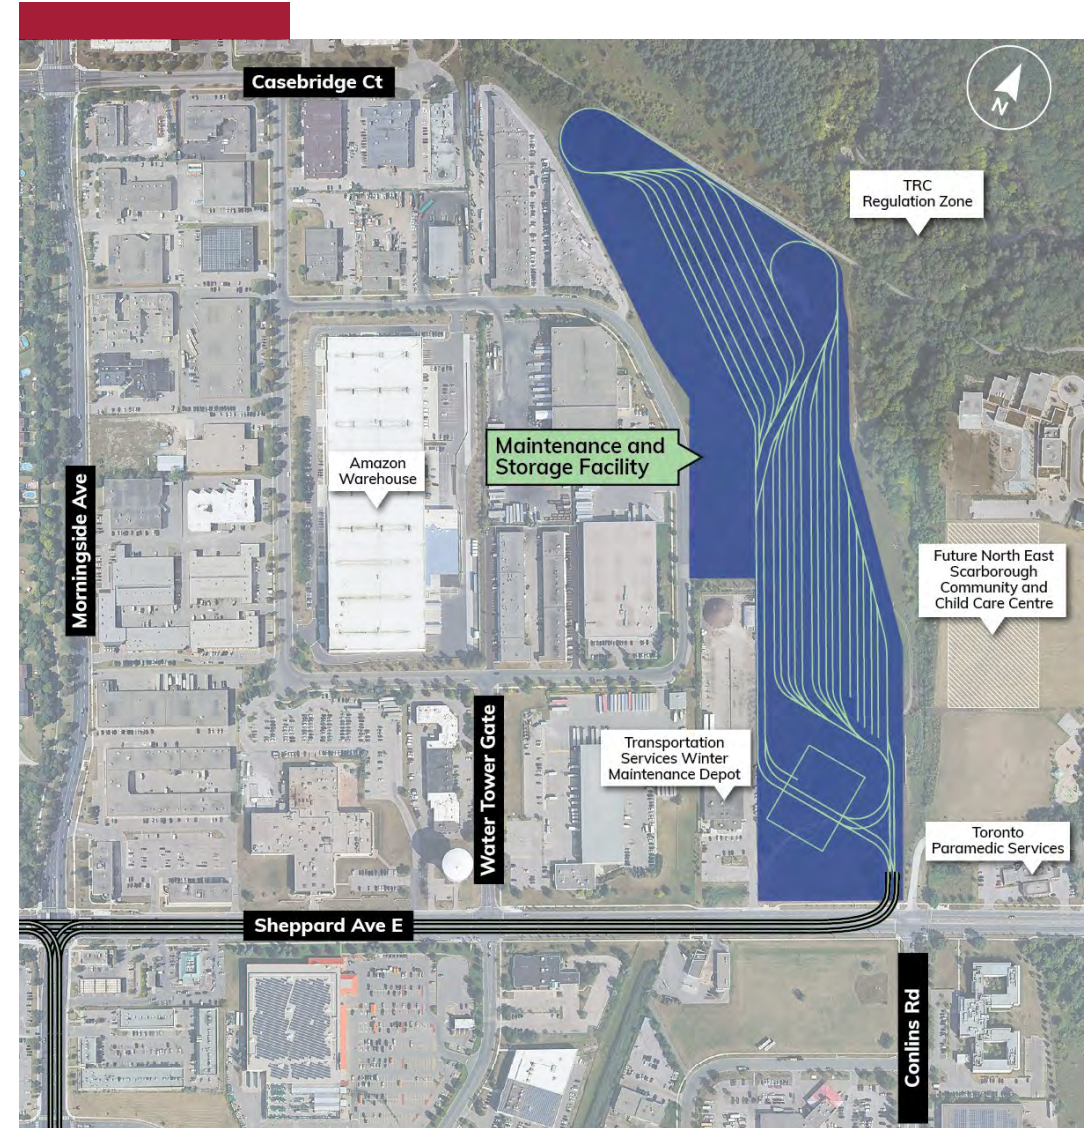 Casebridge Ct
N
TRC
Regulation Zone
Maintenance and
Storage Facility
Amazon
Warehouse
Morningside Ave
Future North East
Scarborough
Community and
Child Care Centre
Water Tower Gate
Transportation
Services Winter
Maintenance Depot
Toronto
Paramedic Services
Sheppard Ave E
Conlins Rd